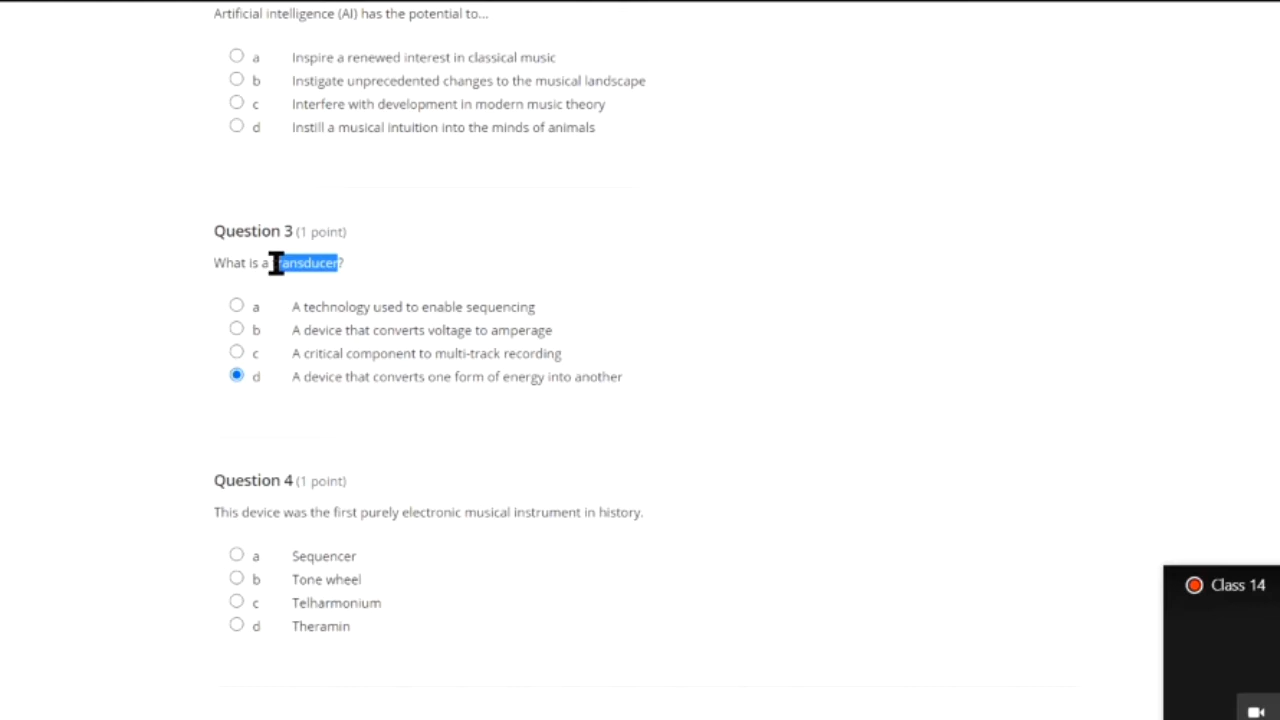 Artificial intelligence (AI) has the potential to...
a Inspire a renewed interest in classical music
b Instigate unprecedented changes to the musical landscape
c Interfere with development in modern music theory
d Instill a musical intuition into the minds of animals
Question 3 (1 point)
What is a transducer?
a A technology used to enable sequencing
b A device that converts voltage to amperage
c A critical component to multi-track recording
d A device that converts one form of energy into another
Question 4 (1 point)
This device was the first purely electronic musical instrument in history.
a Sequencer
b Tone wheel
c Telharmonium
d Theramin
Class 14